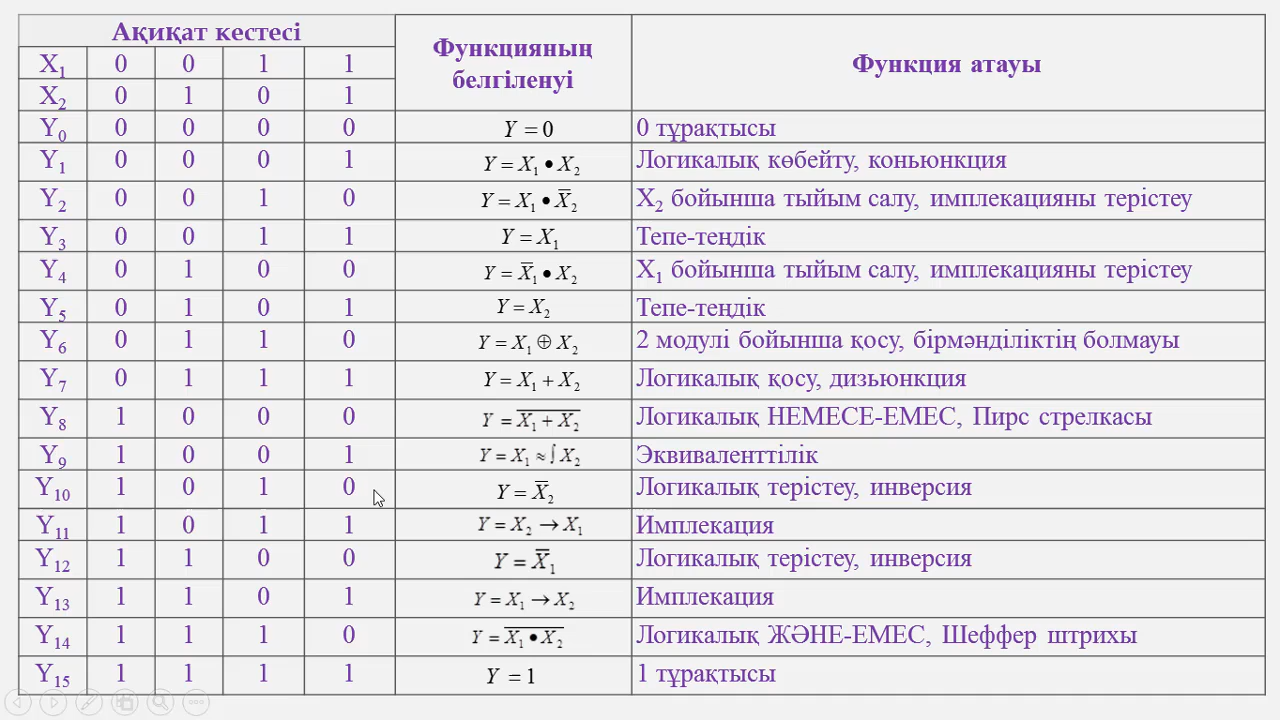 Ақиқат кестесі
Функцияның белгіленуі
Функция атауы
X₁ 0 0 1 1
X₂ 0 1 0 1
Y₀ 0 0 0 0 Y = 0 0 тұрақтысы
Y₁ 0 0 0 1 Y = X₁ • X₂ Логикалық көбейту, коньюнкция
Y₂ 0 0 1 0 Y = X₁ • X̅₂ X₂ бойынша тыйым салу, имплекацияны терістеу
Y₃ 0 0 1 1 Y = X₁ Тепе-теңдік
Y₄ 0 1 0 0 Y = X̅₁ • X₂ X₁ бойынша тыйым салу, имплекацияны терістеу
Y₅ 0 1 0 1 Y = X₂ Тепе-теңдік
Y₆ 0 1 1 0 Y = X₁ ⊕ X₂ 2 модулі бойынша қосу, бірмәнділіктің болмауы
Y₇ 0 1 1 1 Y = X₁ + X₂ Логикалық қосу, дизьюнкция
Y₈ 1 0 0 0 Y = \overline{X₁ + X₂} Логикалық НЕМЕСЕ-ЕМЕС, Пирс стрелкасы
Y₉ 1 0 0 1 Y = X₁ ≈ ∫ X₂ Эквиваленттілік
Y₁₀ 1 0 1 0 Y = X̅₂ Логикалық терістеу, инверсия
Y₁₁ 1 0 1 1 Y = X₂ → X₁ Имплекация
Y₁₂ 1 1 0 0 Y = X̅₁ Логикалық терістеу, инверсия
Y₁₃ 1 1 0 1 Y = X₁ → X₂ Имплекация
Y₁₄ 1 1 1 0 Y = \overline{X₁ • X₂} Логикалық ЖӘНЕ-ЕМЕС, Шеффер штрихы
Y₁₅ 1 1 1 1 Y = 1 1 тұрақтысы